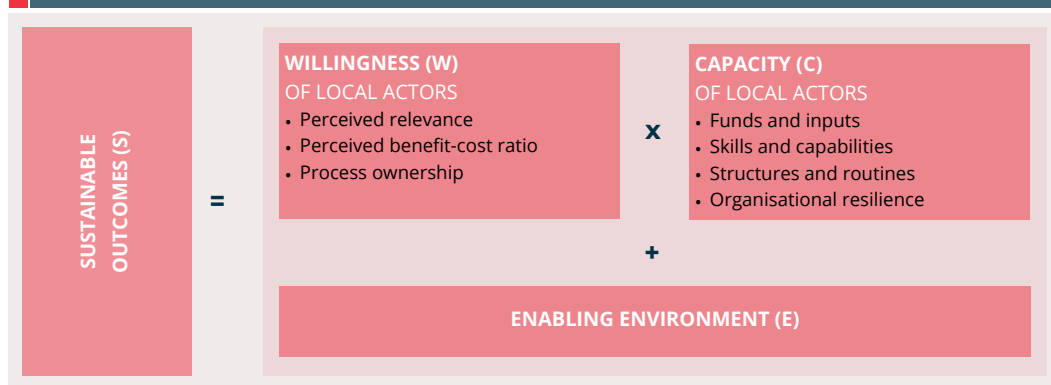 SUSTAINABLE
OUTCOMES (S)
=
WILLINGNESS (W)
OF LOCAL ACTORS
• Perceived relevance
• Perceived benefit-cost ratio
• Process ownership
x
CAPACITY (C)
OF LOCAL ACTORS
• Funds and inputs
• Skills and capabilities
• Structures and routines
• Organisational resilience
+
ENABLING ENVIRONMENT (E)